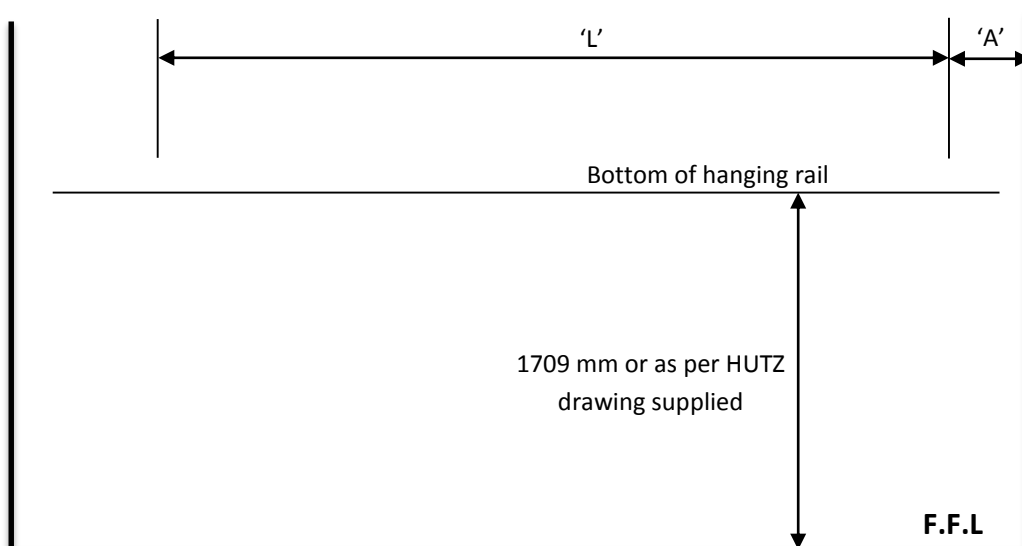 ‘L’
‘A’
Bottom of hanging rail
1709 mm or as per HUTZ
drawing supplied
F.F.L